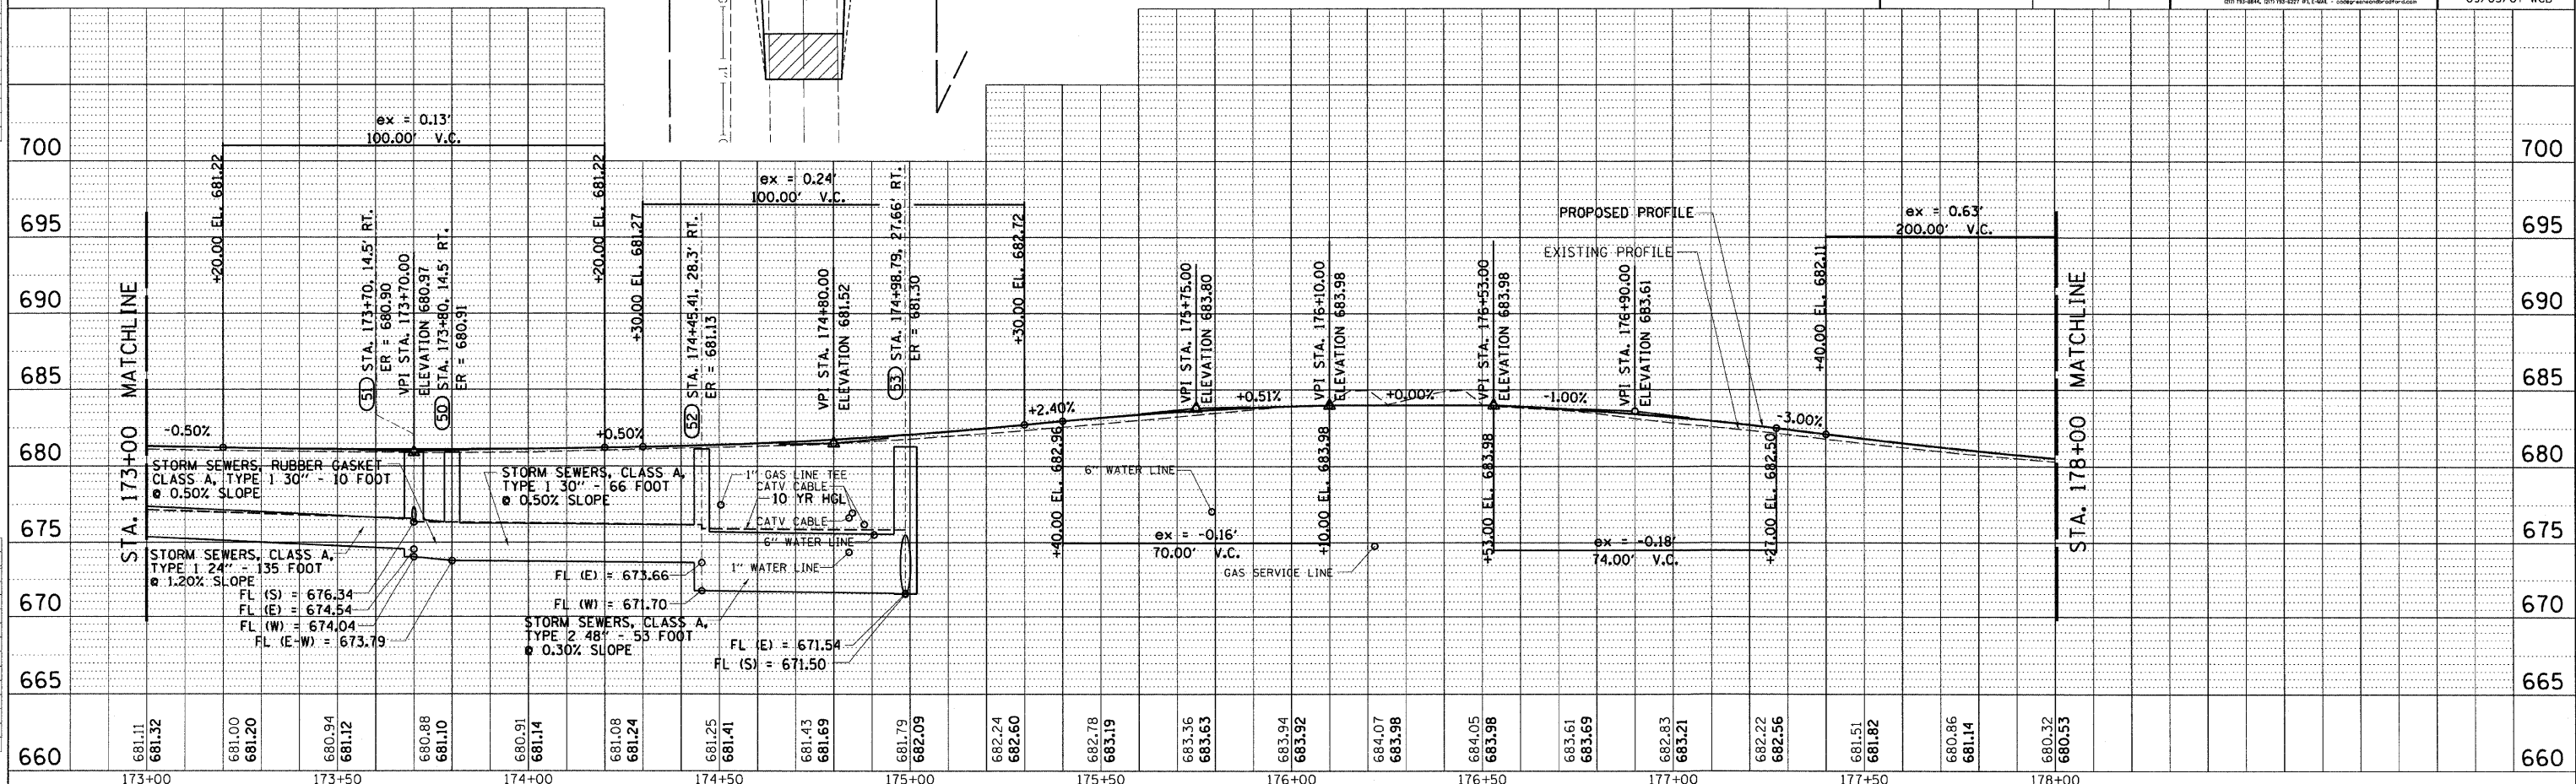 ex = 0.13'
100.00' V.C.
+20.00 EL. 681.22
+20.00 EL. 681.22
ex = 0.24'
100.00' V.C.
+30.00 EL. 681.27
+30.00 EL. 682.72
PROPOSED PROFILE
EXISTING PROFILE
ex = 0.63'
200.00' V.C.
+40.00 EL. 682.11
700
695
690
685
680
675
670
665
660
700
695
690
685
680
675
670
665
660
STA. 173+00 MATCHLINE
STA. 178+00 MATCHLINE
51 STA. 173+70, 14.5' RT.
ER = 680.90
VPI STA. 173+70.00
ELEVATION 680.97
50 STA. 173+80, 14.5' RT.
ER = 680.91
52 STA. 174+45.41, 28.3' RT.
ER = 681.13
VPI STA. 174+80.00
ELEVATION 681.52
53 STA. 174+98.79, 27.66' RT.
ER = 681.30
VPI STA. 175+75.00
ELEVATION 683.80
VPI STA. 176+10.00
ELEVATION 683.98
VPI STA. 176+53.00
ELEVATION 683.98
VPI STA. 176+90.00
ELEVATION 683.61
-0.50%
+0.50%
+2.40%
+0.51%
+0.00%
-1.00%
-3.00%
STORM SEWERS, RUBBER GASKET
CLASS A, TYPE 1 30" - 10 FOOT
@ 0.50% SLOPE
STORM SEWERS, CLASS A,
TYPE 1 30" - 66 FOOT
@ 0.50% SLOPE
1" GAS LINE TEE
CATV CABLE
10 YR HGL
CATV CABLE
6" WATER LINE
1" WATER LINE
STORM SEWERS, CLASS A,
TYPE 1 24" - 135 FOOT
@ 1.20% SLOPE
FL (S) = 676.34
FL (E) = 674.54
FL (W) = 674.04
FL (E-W) = 673.79
FL (E) = 673.66
FL (W) = 671.70
STORM SEWERS, CLASS A,
TYPE 2 48" - 53 FOOT
@ 0.30% SLOPE
FL (E) = 671.54
FL (S) = 671.50
6" WATER LINE
GAS SERVICE LINE
+40.00 EL. 682.96
ex = -0.16'
70.00' V.C.
+10.00 EL. 683.98
+53.00 EL. 683.98
ex = -0.18'
74.00' V.C.
+27.00 EL. 682.50
681.11
681.32
681.00
681.20
680.94
681.12
680.88
681.10
680.91
681.14
681.08
681.24
681.25
681.41
681.43
681.69
681.79
682.09
682.24
682.60
682.78
683.19
683.36
683.63
683.94
683.92
684.07
683.98
684.05
683.98
683.61
683.69
682.83
683.21
682.22
682.56
681.51
681.82
680.86
681.14
680.32
680.53
173+00
173+50
174+00
174+50
175+00
175+50
176+00
176+50
177+00
177+50
178+00